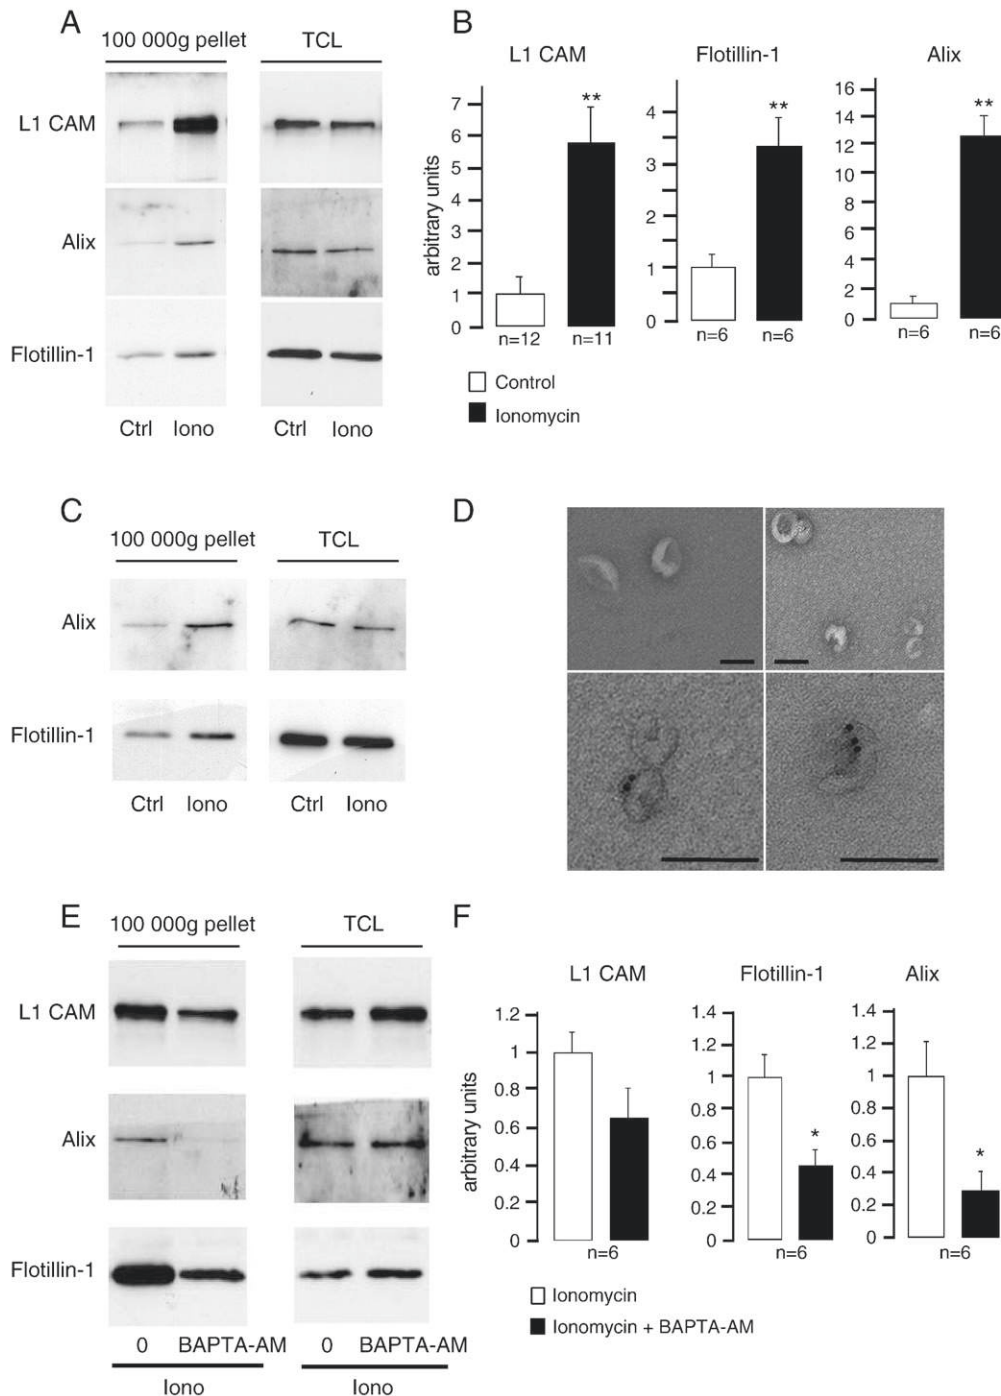 A
100 000g pellet
TCL
L1 CAM
Alix
Flotillin-1
Ctrl
Iono
Ctrl
Iono
B
L1 CAM
Flotillin-1
Alix
arbitrary units
7
6
5
4
3
2
1
0
**
n=12
n=11
4
3
2
1
0
**
n=6
n=6
16
14
12
10
8
6
4
2
0
**
n=6
n=6
Control
Ionomycin
C
100 000g pellet
TCL
Alix
Flotillin-1
Ctrl
Iono
Ctrl
Iono
D
E
100 000g pellet
TCL
L1 CAM
Alix
Flotillin-1
0
BAPTA-AM
0
BAPTA-AM
Iono
Iono
F
L1 CAM
Flotillin-1
Alix
arbitrary units
1.2
1
0.8
0.6
0.4
0.2
0
n=6
1.4
1.2
1
0.8
0.6
0.4
0.2
0
*
n=6
1.4
1.2
1
0.8
0.6
0.4
0.2
0
*
n=6
Ionomycin
Ionomycin + BAPTA-AM